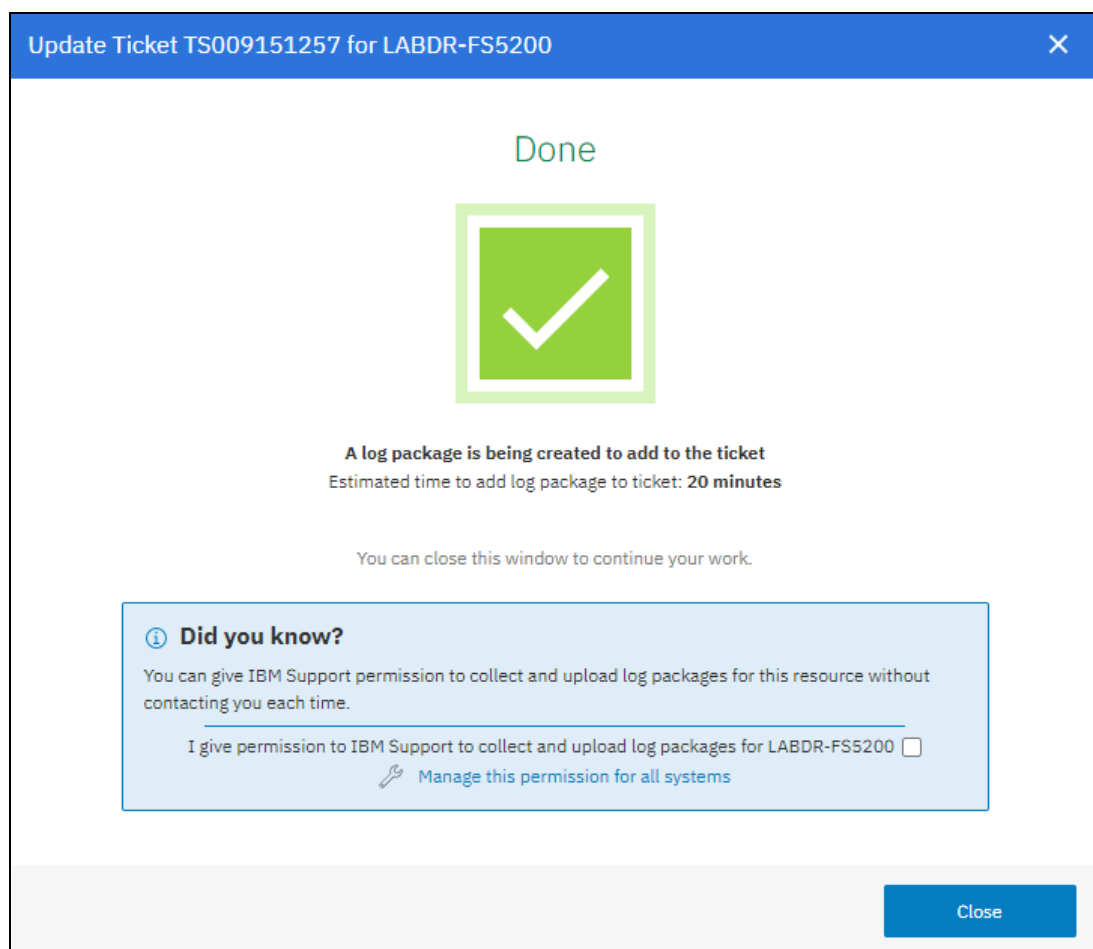 Update Ticket TS009151257 for LABDR-FS5200
Done
A log package is being created to add to the ticket
Estimated time to add log package to ticket: 20 minutes
You can close this window to continue your work.
Did you know?
You can give IBM Support permission to collect and upload log packages for this resource without
contacting you each time.
I give permission to IBM Support to collect and upload log packages for LABDR-FS5200
Manage this permission for all systems
Close